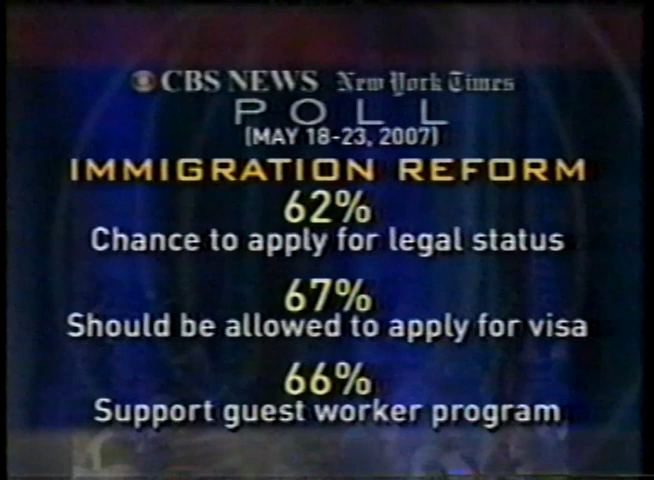 CBS NEWS New York Times
POLL
(MAY 18-23, 2007)
IMMIGRATION REFORM
62%
Chance to apply for legal status
67%
Should be allowed to apply for visa
66%
Support guest worker program